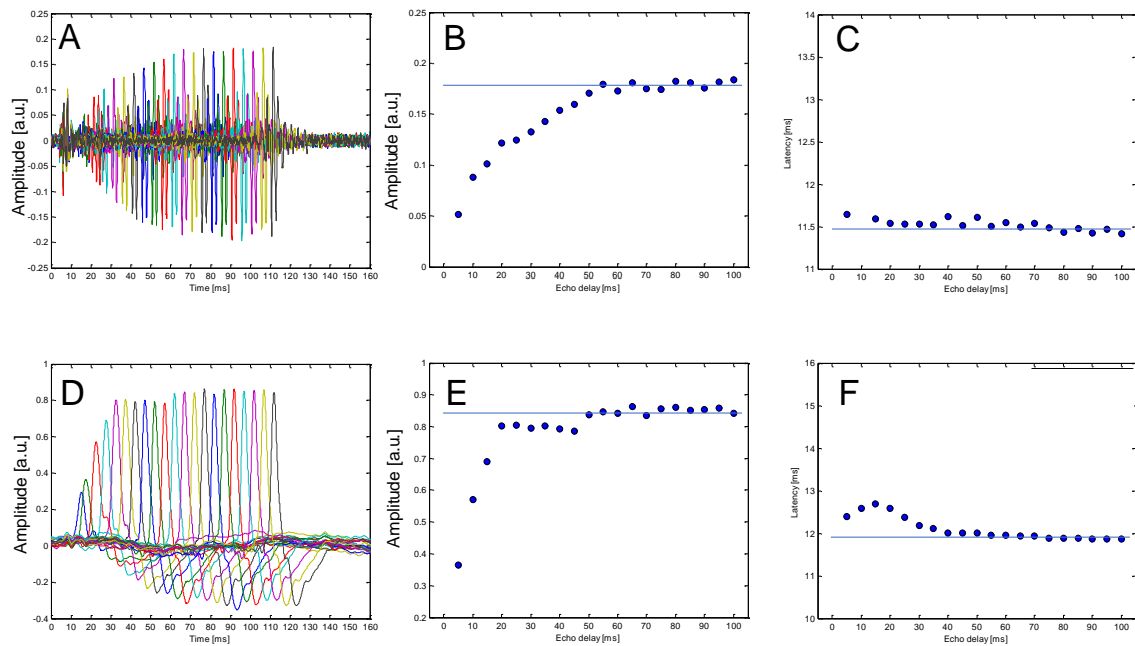 A
Amplitude [a.u.]
0.25
0.2
0.15
0.1
0.05
0
-0.05
-0.1
-0.15
-0.2
-0.25
0 10 20 30 40 50 60 70 80 90 100 110 120 130 140 150 160
Time [ms]
B
Amplitude [a.u.]
0.25
0.2
0.15
0.1
0.05
0
0 10 20 30 40 50 60 70 80 90 100
Echo delay [ms]
C
Latency [ms]
14
13.5
13
12.5
12
11.5
11
0 10 20 30 40 50 60 70 80 90 100
Echo delay [ms]
D
Amplitude [a.u.]
1
0.8
0.6
0.4
0.2
0
-0.2
-0.4
0 10 20 30 40 50 60 70 80 90 100 110 120 130 140 150 160
Time [ms]
E
Amplitude [a.u.]
1
0.9
0.8
0.7
0.6
0.5
0.4
0.3
0.2
0 10 20 30 40 50 60 70 80 90 100
Echo delay [ms]
F
Latency [ms]
16
15
14
13
12
11
10
0 10 20 30 40 50 60 70 80 90 100
Echo delay [ms]